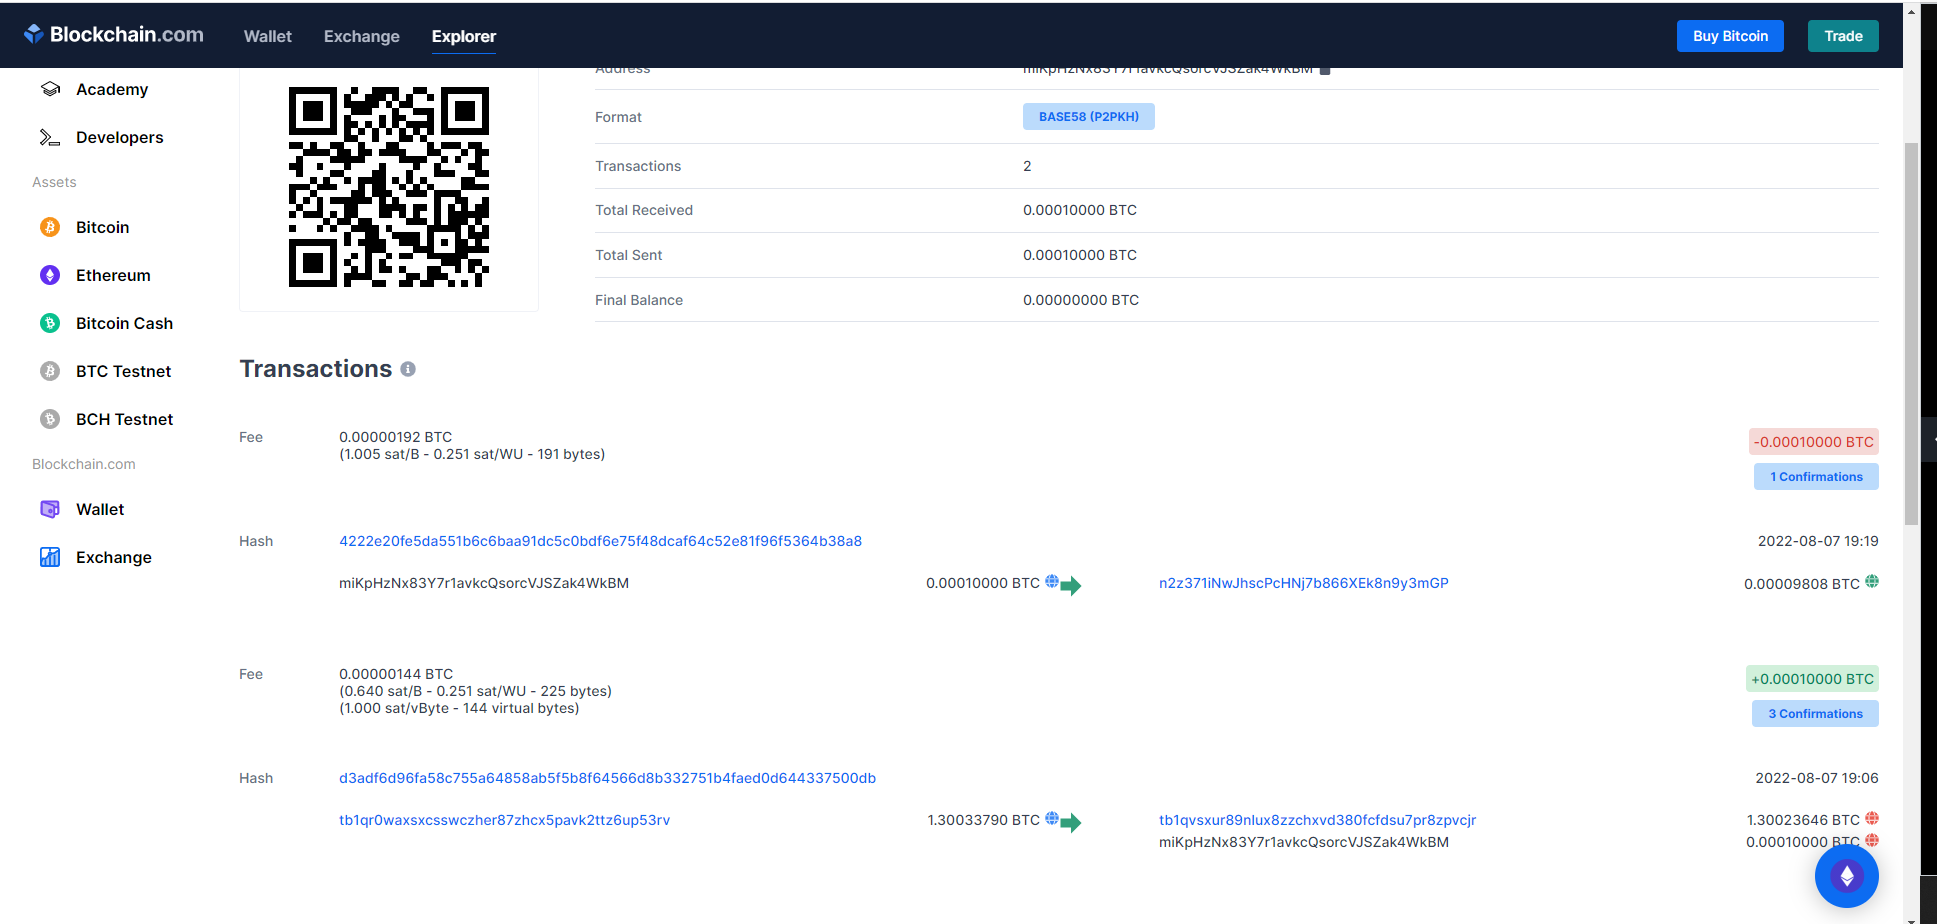 Blockchain.com
Wallet
Exchange
Explorer
Buy Bitcoin
Trade
Academy
Developers
Assets
Bitcoin
Ethereum
Bitcoin Cash
BTC Testnet
BCH Testnet
Blockchain.com
Wallet
Exchange
Address miKpHzNx83Y7r1avkcQsorcVJSZak4WkBM
Format BASE58 (P2PKH)
Transactions 2
Total Received 0.00010000 BTC
Total Sent 0.00010000 BTC
Final Balance 0.00000000 BTC
Transactions
Fee 0.00000192 BTC -0.00010000 BTC
(1.005 sat/B - 0.251 sat/WU - 191 bytes)
1 Confirmations
Hash 4222e20fe5da551b6c6baa91dc5c0bdf6e75f48dcaf64c52e81f96f5364b38a8 2022-08-07 19:19
miKpHzNx83Y7r1avkcQsorcVJSZak4WkBM 0.00010000 BTC n2z371iNwJhscPcHNj7b866XEk8n9y3mGP 0.00009808 BTC
Fee 0.00000144 BTC +0.00010000 BTC
(0.640 sat/B - 0.251 sat/WU - 225 bytes)
(1.000 sat/vByte - 144 virtual bytes)
3 Confirmations
Hash d3adf6d96fa58c755a64858ab5f5b8f64566d8b332751b4faed0d644337500db 2022-08-07 19:06
tb1qr0waxsxcsswczher87zhcx5pavk2ttz6up53rv 1.30033790 BTC tb1qvsxur89nlux8zzchxvd380fcfdsu7pr8zpvcjr 1.30023646 BTC
miKpHzNx83Y7r1avkcQsorcVJSZak4WkBM 0.00010000 BTC